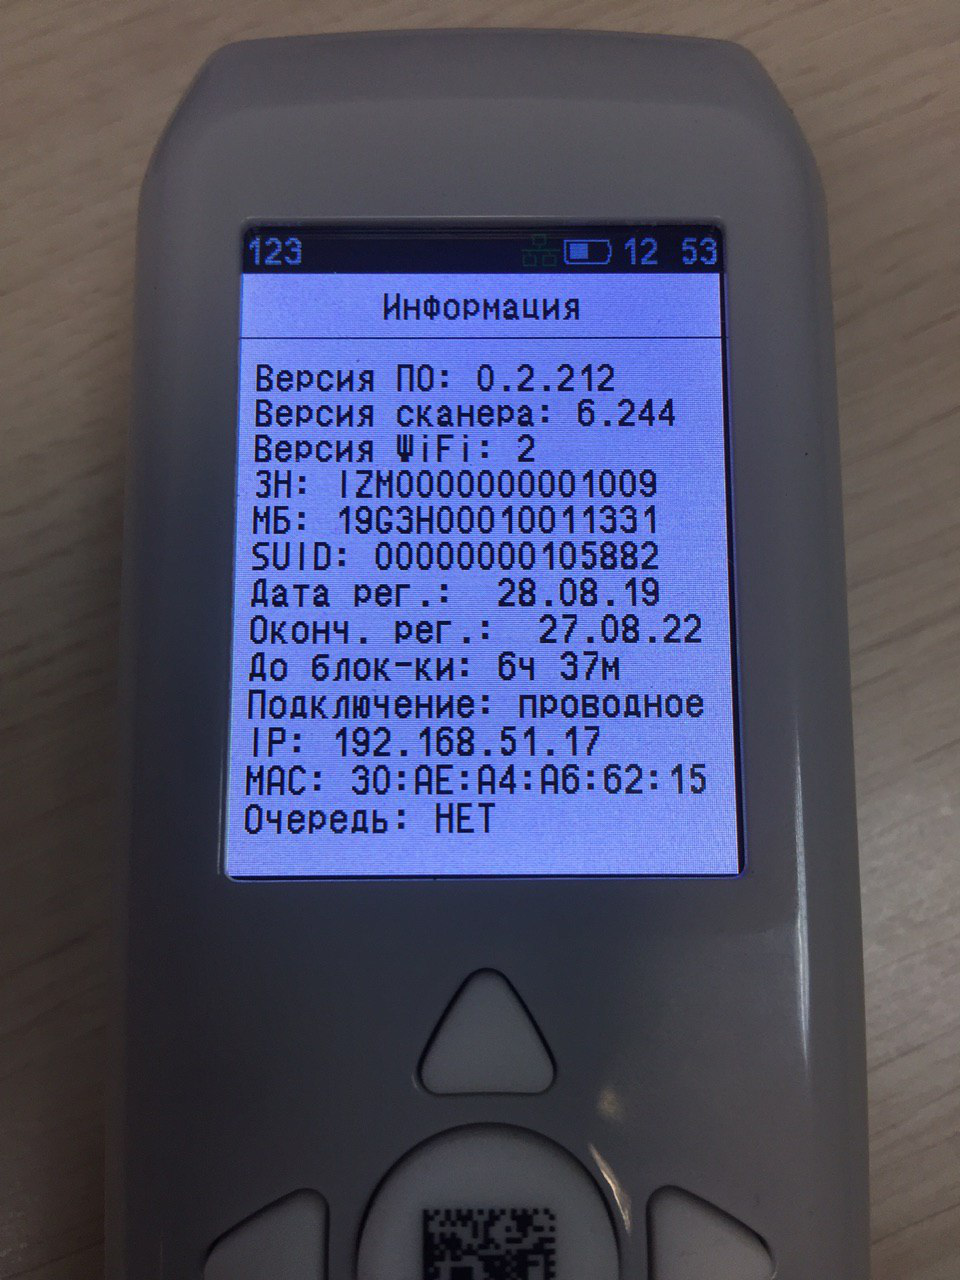 123 12 53
Информация
Версия ПО: 0.2.212
Версия сканера: 6.244
Версия WiFi: 2
ЗН: IZM0000000001009
МБ: 19G3H00010011331
SUID: 00000000105882
Дата рег.: 28.08.19
Оконч. рег.: 27.08.22
До блок-ки: 6ч 37м
Подключение: проводное
IP: 192.168.51.17
MAC: 30:AE:A4:A6:62:15
Очередь: НЕТ